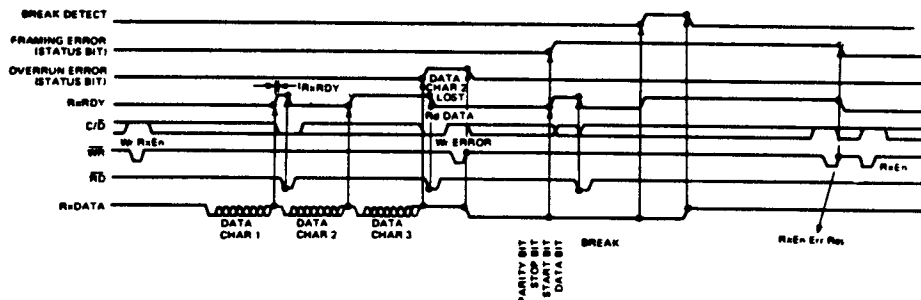 BREAK DETECT
FRAMING ERROR
(STATUS BIT)
OVERRUN ERROR
(STATUS BIT)
DATA
CHAR 2
LOST
tRxRDY
RxRDY
Rd DATA
C/D
Wr RxEn
Wr ERROR
WR
RxEn
RD
RxDATA
DATA
CHAR 1
DATA
CHAR 2
DATA
CHAR 3
BREAK
RxEn Err Res
PARITY BIT
STOP BIT
START BIT
DATA BIT